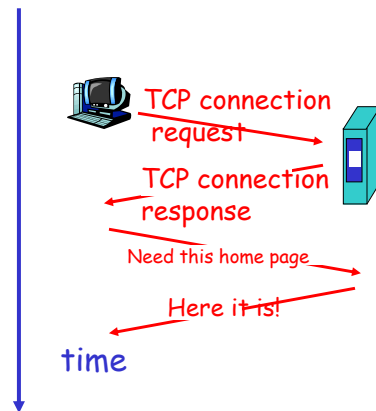 TCP connection
request
TCP connection
response
Need this home page
Here it is!
time